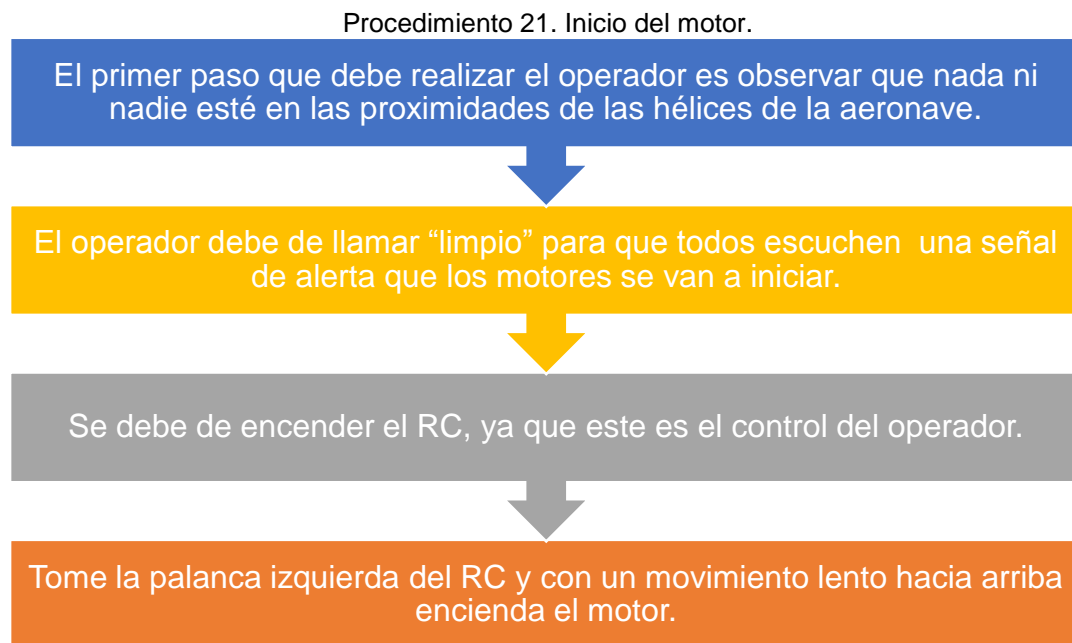 Procedimiento 21. Inicio del motor.
El primer paso que debe realizar el operador es observar que nada ni
nadie esté en las proximidades de las hélices de la aeronave.
El operador debe de llamar “limpio” para que todos escuchen  una señal
de alerta que los motores se van a iniciar.
Se debe de encender el RC, ya que este es el control del operador.
Tome la palanca izquierda del RC y con un movimiento lento hacia arriba
encienda el motor.